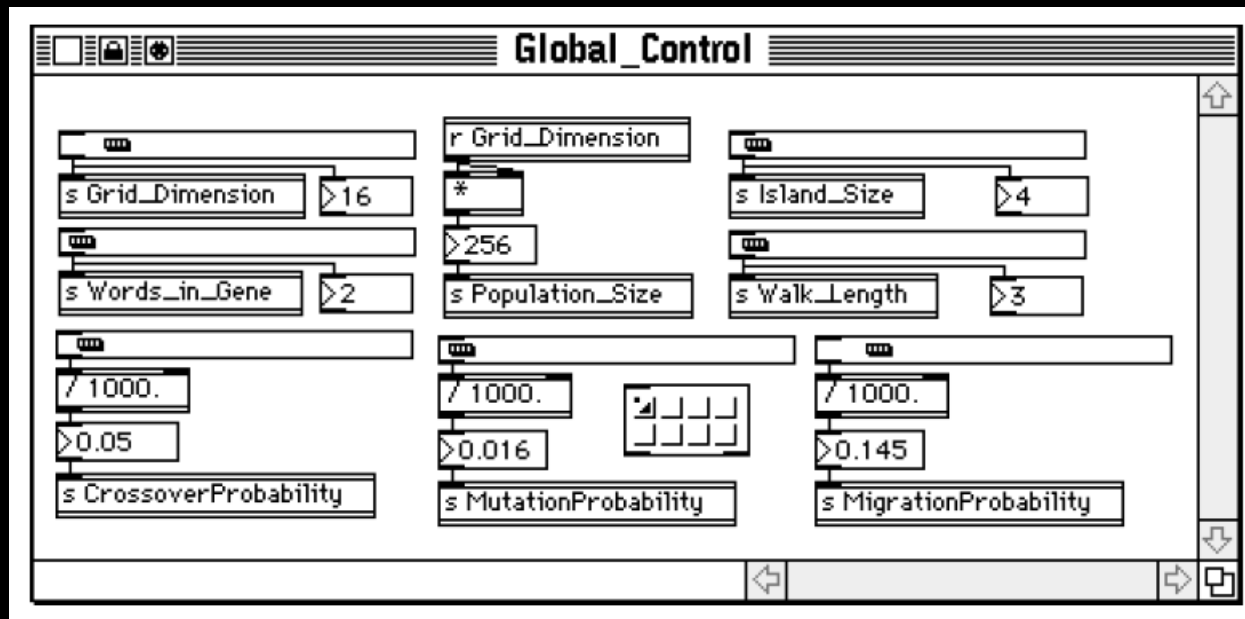 Global_Control
r Grid_Dimension
s Grid_Dimension
16
*
s Island_Size
4
256
s Words_in_Gene
2
s Population_Size
s Walk_Length
3
/ 1000.
/ 1000.
/ 1000.
0.05
0.016
0.145
s CrossoverProbability
s MutationProbability
s MigrationProbability